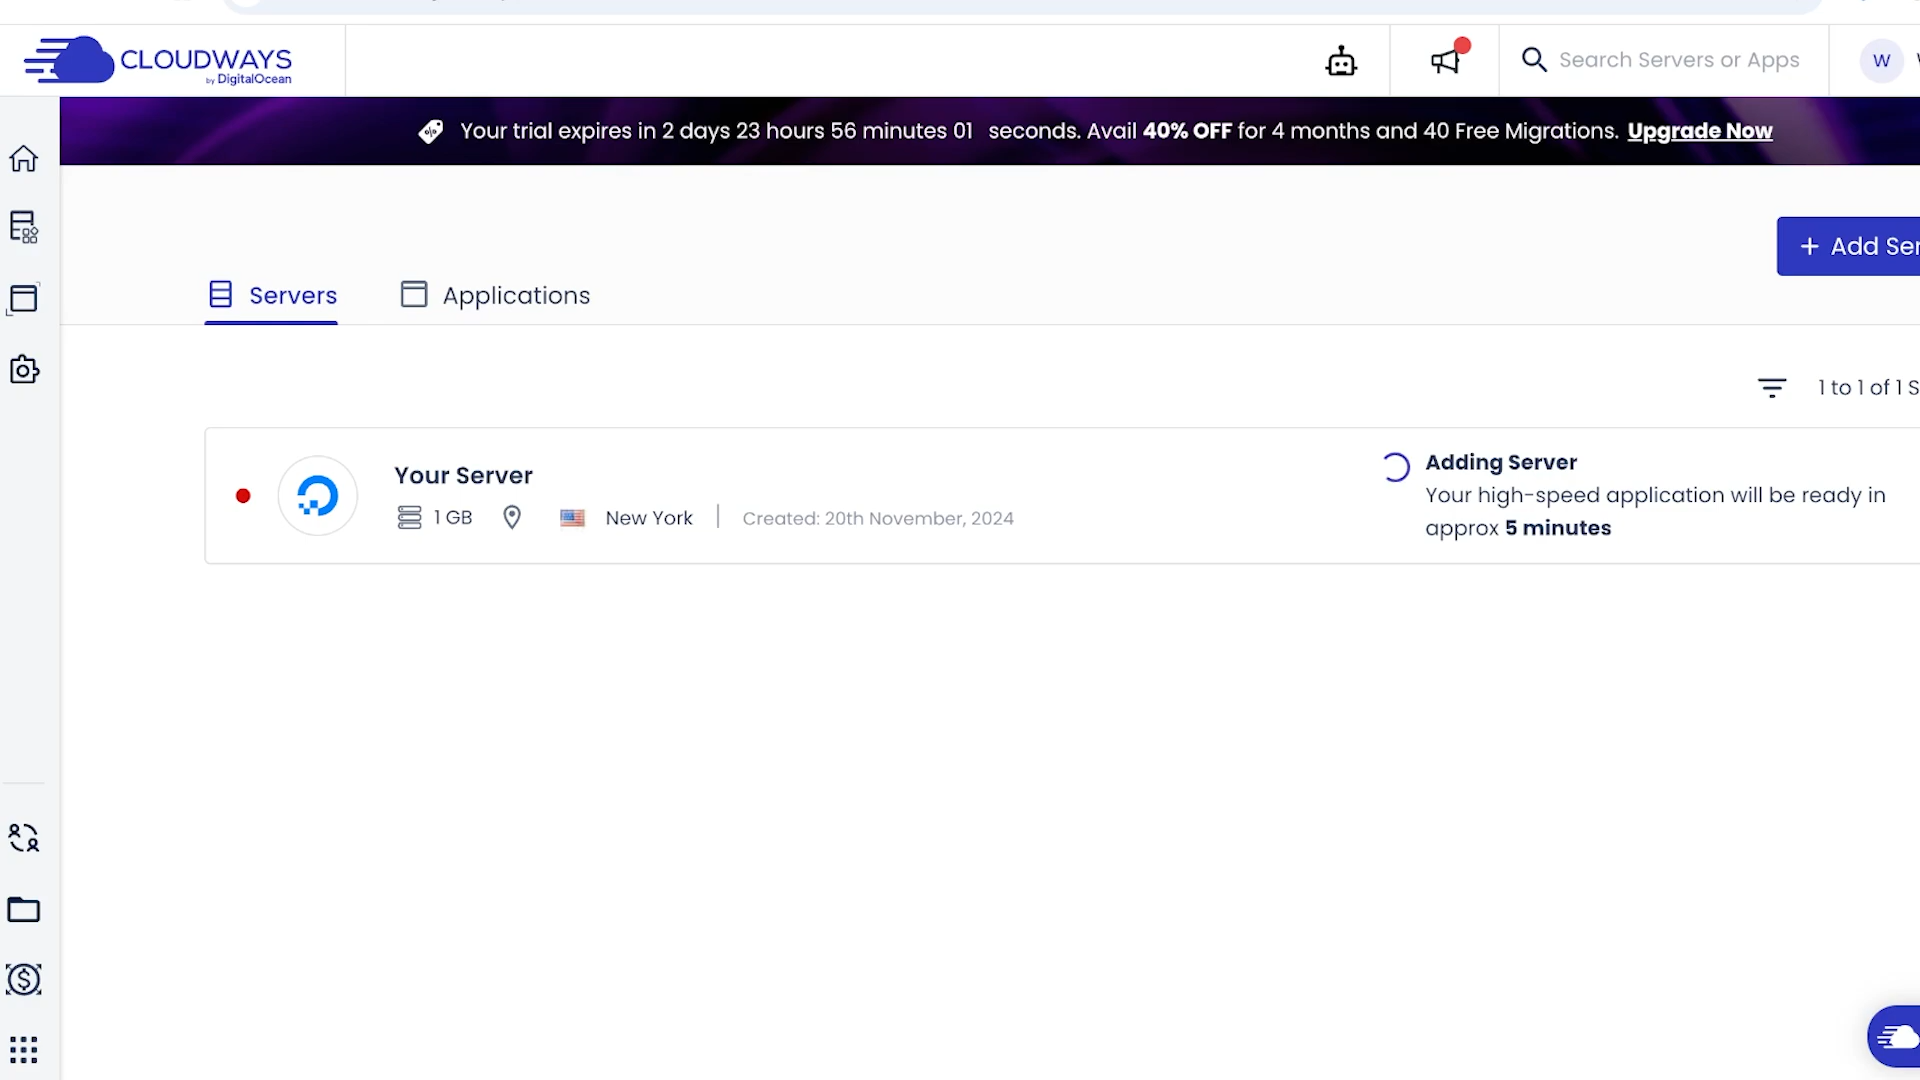 CLOUDWAYS
by DigitalOcean
Search Servers or Apps
W
Your trial expires in 2 days 23 hours 56 minutes 01 seconds. Avail 40% OFF for 4 months and 40 Free Migrations. Upgrade Now
+ Add Ser
Servers
Applications
1 to 1 of 1 S
Your Server
1 GB
New York
Created: 20th November, 2024
Adding Server
Your high-speed application will be ready in
approx 5 minutes